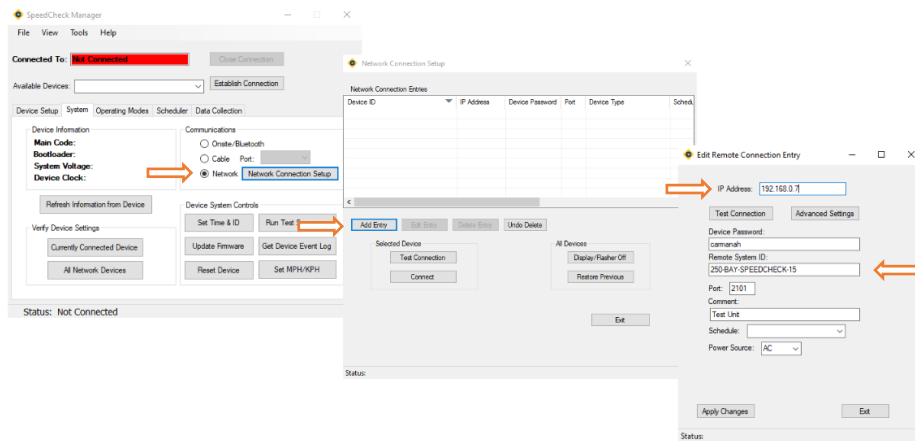 SpeedCheck Manager
File View Tools Help
Connected To: Not Connected
Close Connection
Available Devices:
Establish Connection
Device Setup System Operating Modes Scheduler Data Collection
Device Information
Main Code:
Bootloader:
System Voltage:
Device Clock:
Refresh Information from Device
Verify Device Settings
Currently Connected Device
All Network Devices
Communications
Onsite/Bluetooth
Cable Port:
Network Network Connection Setup
Device System Controls
Set Time & ID Run Test S
Update Firmware Get Device Event Log
Reset Device Set MPH/KPH
Status: Not Connected
Network Connection Setup
Network Connection Entries
Device ID IP Address Device Password Port Device Type Schedu
Add Entry Edit Entry Delete Entry Undo Delete
Selected Device
Test Connection
Connect
All Devices
Display/Flasher Off
Restore Previous
Exit
Status:
Edit Remote Connection Entry
IP Address: 192.168.0.7
Test Connection Advanced Settings
Device Password:
carmanah
Remote System ID:
250-BAY-SPEEDCHECK-15
Port: 2101
Comment:
Test Unit
Schedule:
Power Source: AC
Apply Changes Exit
Status: